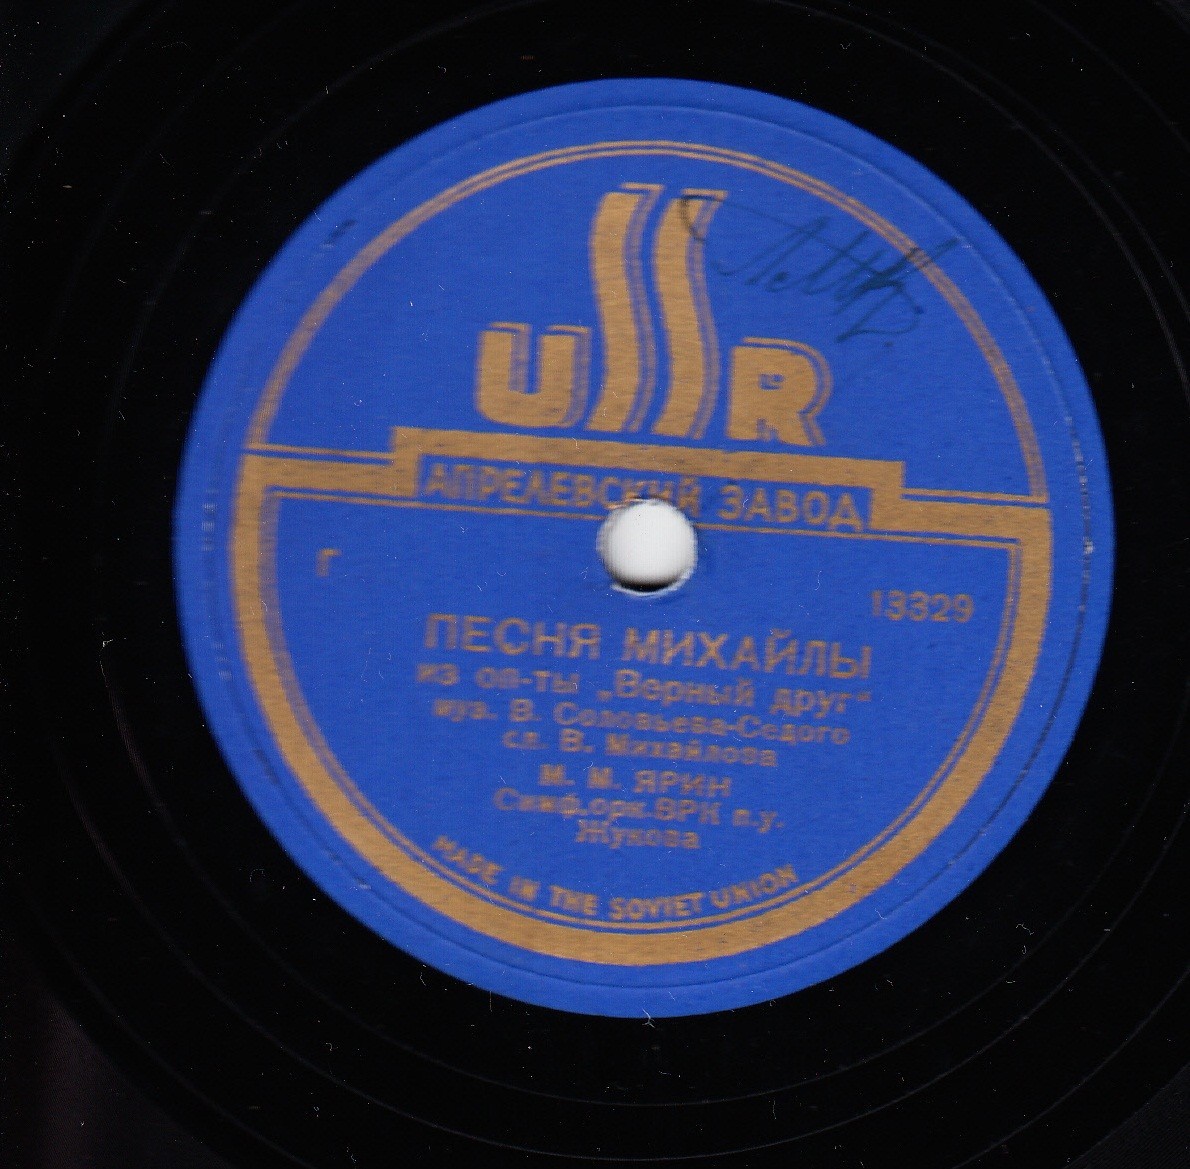 USSR
АПРЕЛЕВСКИЙ ЗАВОД
Г
13329
ПЕСНЯ МИХАЙЛЫ
из оп-ты „Верный друг“
муз. В. Соловьева-Седого
сл. В. Михайлова
М. М. ЯРИН
Симф.орк.ВРК п.у.
Жукова
MADE IN THE SOVIET UNION